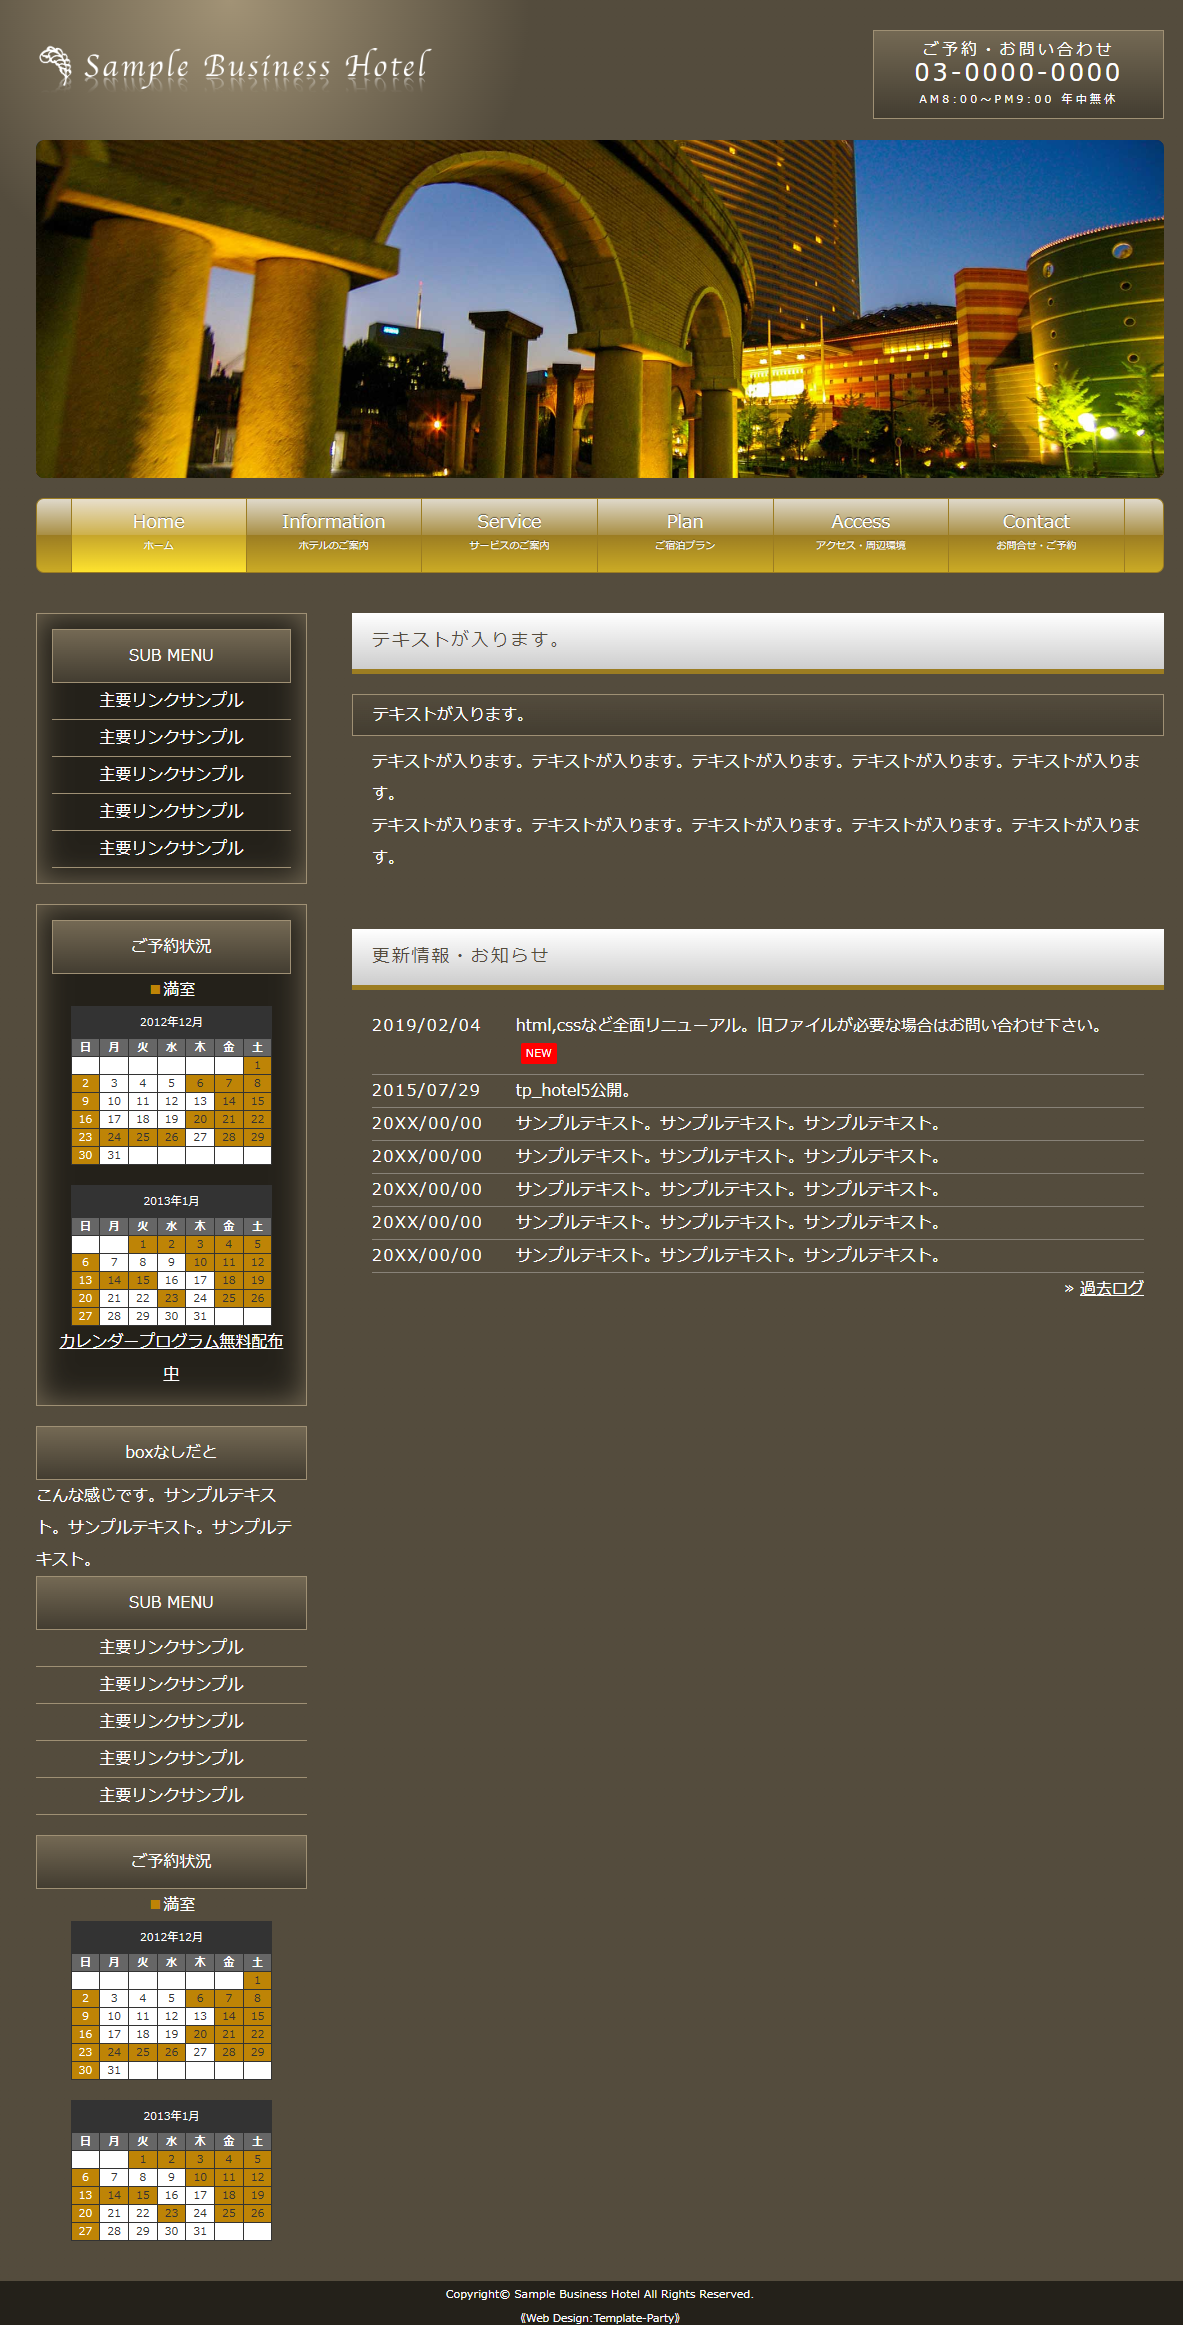 Sample Business Hotel
ご予約・お問い合わせ
03-0000-0000
AM8:00～PM9:00 年中無休
Home Information Service Plan Access Contact
ホーム ホテルのご案内 サービスのご案内 ご宿泊プラン アクセス・周辺環境 お問合せ・ご予約
SUB MENU
主要リンクサンプル
主要リンクサンプル
主要リンクサンプル
主要リンクサンプル
主要リンクサンプル
ご予約状況
■満室
2012年12月
日 月 火 水 木 金 土
1
2 3 4 5 6 7 8
9 10 11 12 13 14 15
16 17 18 19 20 21 22
23 24 25 26 27 28 29
30 31
2013年1月
日 月 火 水 木 金 土
1 2 3 4 5
6 7 8 9 10 11 12
13 14 15 16 17 18 19
20 21 22 23 24 25 26
27 28 29 30 31
カレンダープログラム無料配布
中
boxなしだと
こんな感じです。サンプルテキス
ト。サンプルテキスト。サンプルテ
キスト。
SUB MENU
主要リンクサンプル
主要リンクサンプル
主要リンクサンプル
主要リンクサンプル
主要リンクサンプル
ご予約状況
■満室
2012年12月
日 月 火 水 木 金 土
1
2 3 4 5 6 7 8
9 10 11 12 13 14 15
16 17 18 19 20 21 22
23 24 25 26 27 28 29
30 31
2013年1月
日 月 火 水 木 金 土
1 2 3 4 5
6 7 8 9 10 11 12
13 14 15 16 17 18 19
20 21 22 23 24 25 26
27 28 29 30 31
テキストが入ります。
テキストが入ります。
テキストが入ります。テキストが入ります。テキストが入ります。テキストが入ります。テキストが入りま
す。
テキストが入ります。テキストが入ります。テキストが入ります。テキストが入ります。テキストが入りま
す。
更新情報・お知らせ
2019/02/04 html,cssなど全面リニューアル。旧ファイルが必要な場合はお問い合わせ下さい。
NEW
2015/07/29 tp_hotel5公開。
20XX/00/00 サンプルテキスト。サンプルテキスト。サンプルテキスト。
20XX/00/00 サンプルテキスト。サンプルテキスト。サンプルテキスト。
20XX/00/00 サンプルテキスト。サンプルテキスト。サンプルテキスト。
20XX/00/00 サンプルテキスト。サンプルテキスト。サンプルテキスト。
20XX/00/00 サンプルテキスト。サンプルテキスト。サンプルテキスト。
» 過去ログ
Copyright© Sample Business Hotel All Rights Reserved.
《Web Design:Template-Party》